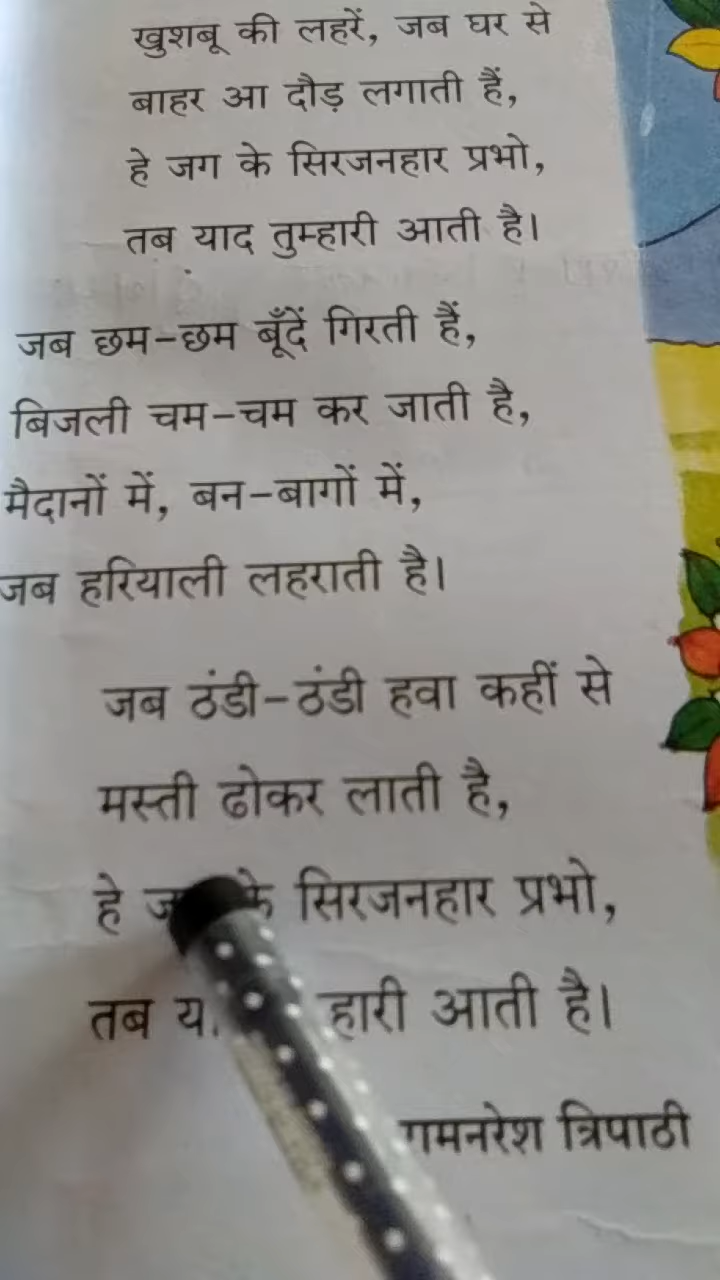 खुशबू की लहरें, जब घर से
बाहर आ दौड़ लगाती हैं,
हे जग के सिरजनहार प्रभो,
तब याद तुम्हारी आती है।
जब छम-छम बूँदें गिरती हैं,
बिजली चम-चम कर जाती है,
मैदानों में, बन-बागों में,
जब हरियाली लहराती है।
जब ठंडी-ठंडी हवा कहीं से
मस्ती ढोकर लाती है,
हे के सिरजनहार प्रभो,
तब आती है।
त्रिपाठी